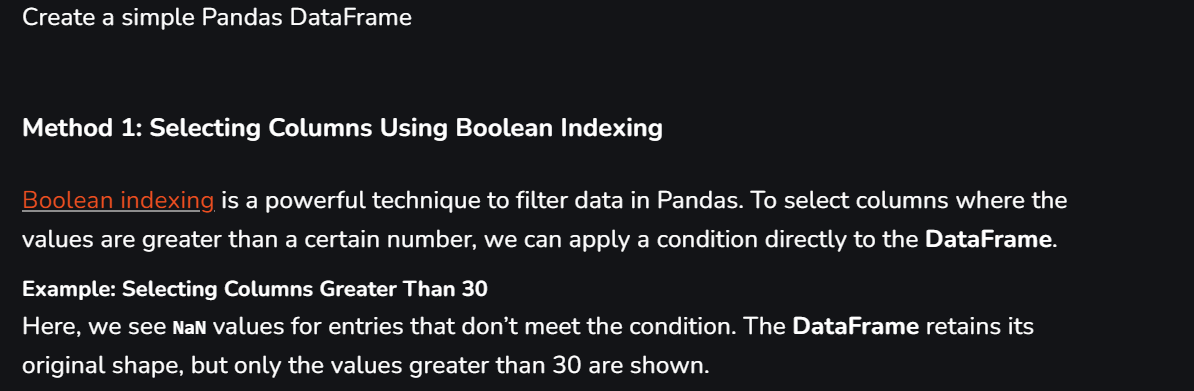 Create a simple Pandas DataFrame
Method 1: Selecting Columns Using Boolean Indexing
Boolean indexing is a powerful technique to filter data in Pandas. To select columns where the
values are greater than a certain number, we can apply a condition directly to the DataFrame.
Example: Selecting Columns Greater Than 30
Here, we see NaN values for entries that don’t meet the condition. The DataFrame retains its
original shape, but only the values greater than 30 are shown.